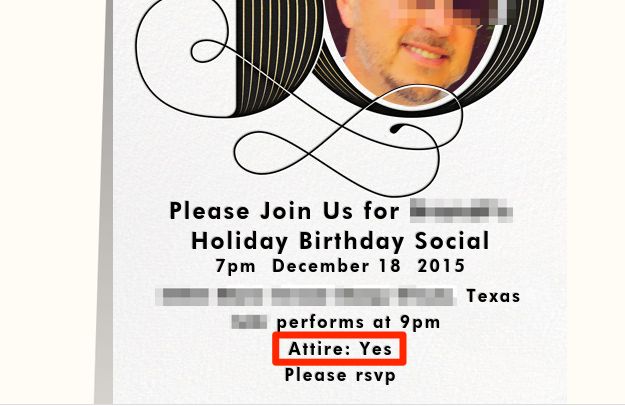 Please Join Us for
Holiday Birthday Social
7pm December 18 2015
Texas
performs at 9pm
Attire: Yes
Please rsvp